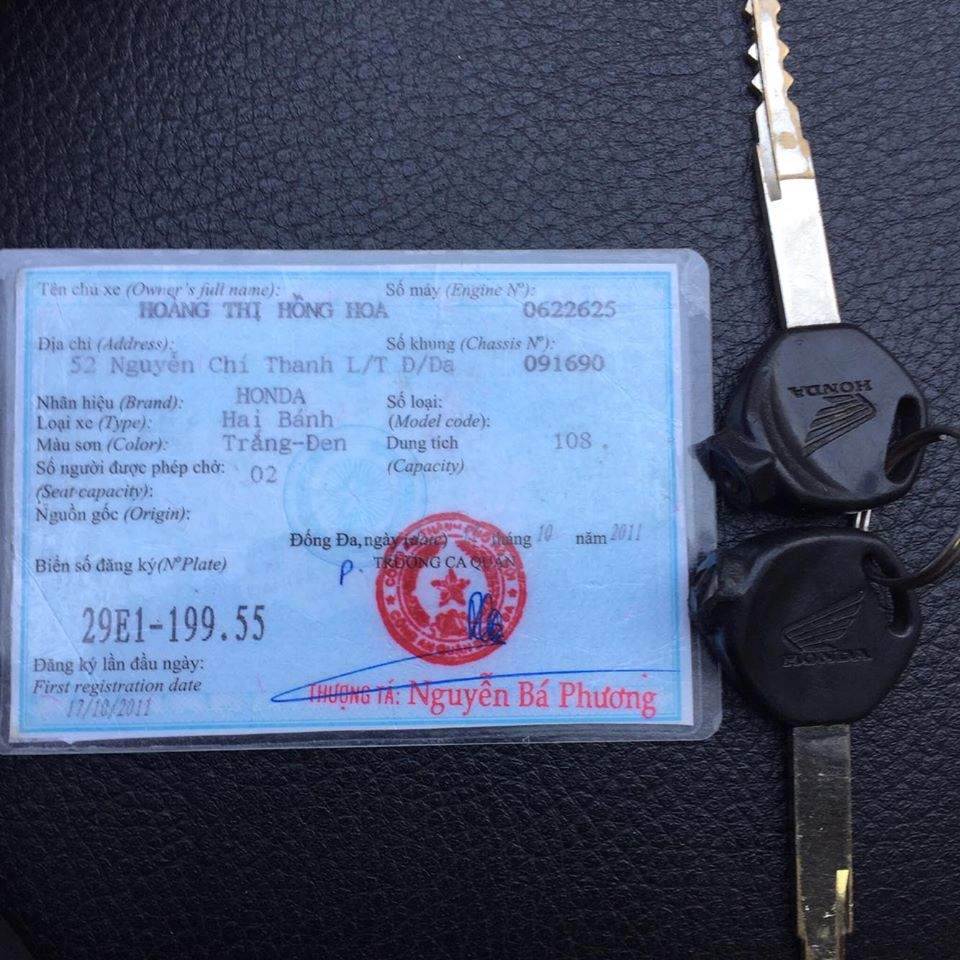 Tên chủ xe (Owner's full name): Số máy (Engine Nº):
HOÀNG THỊ HỒNG HOA 0622625
Địa chỉ (Address): Số khung (Chassis Nº):
52 Nguyễn Chí Thanh L/T Đ/Đa 091690
Nhãn hiệu (Brand): HONDA Số loại:
Loại xe (Type): Hai Bánh (Model code):
Màu sơn (Color): Trắng-Đen Dung tích 108
Số người được phép chở: 02 (Capacity)
(Seat capacity):
Nguồn gốc (Origin):
Đống Đa, ngày (date) tháng 10 năm 2011
Biển số đăng ký (NºPlate) P. TRƯỞNG CA QUẬN
29E1-199.55
Đăng ký lần đầu ngày:
First registration date
17/10/2011
THƯỢNG TÁ: Nguyễn Bá Phương
HONDA
HONDA